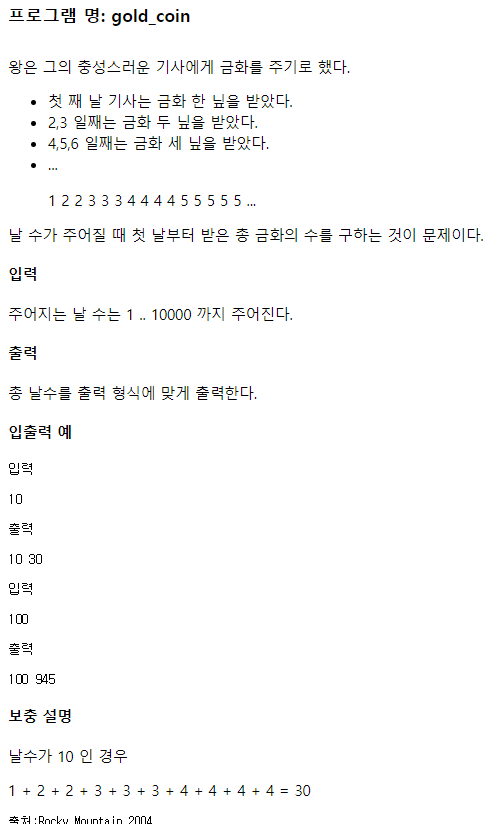 프로그램 명: gold_coin
왕은 그의 충성스러운 기사에게 금화를 주기로 했다.
• 첫 째 날 기사는 금화 한 닢을 받았다.
• 2,3 일째는 금화 두 닢을 받았다.
• 4,5,6 일째는 금화 세 닢을 받았다.
• ...
1 2 2 3 3 3 4 4 4 4 5 5 5 5 5 ...
날 수가 주어질 때 첫 날부터 받은 총 금화의 수를 구하는 것이 문제이다.
입력
주어지는 날 수는 1 .. 10000 까지 주어진다.
출력
총 날수를 출력 형식에 맞게 출력한다.
입출력 예
입력
10
출력
10 30
입력
100
출력
100 945
보충 설명
날수가 10 인 경우
1 + 2 + 2 + 3 + 3 + 3 + 4 + 4 + 4 + 4 = 30
출처:Rocky Mountain 2004